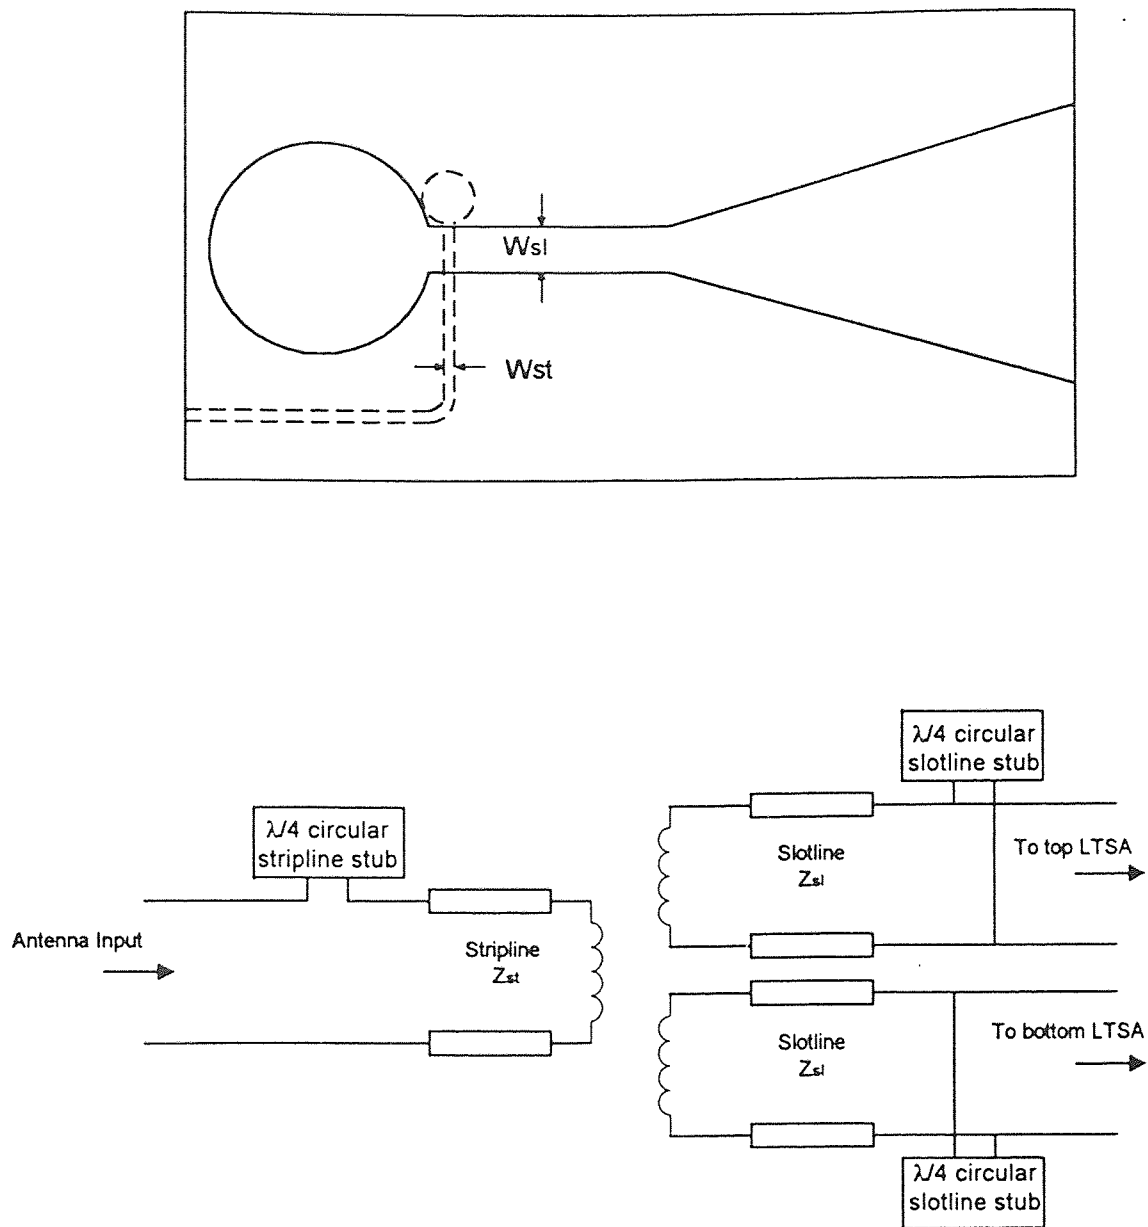 Wsl
Wst
λ/4 circular
slotline stub
λ/4 circular
stripline stub
Slotline
Zsl
To top LTSA
Antenna Input
Stripline
Zst
Slotline
Zsl
To bottom LTSA
λ/4 circular
slotline stub